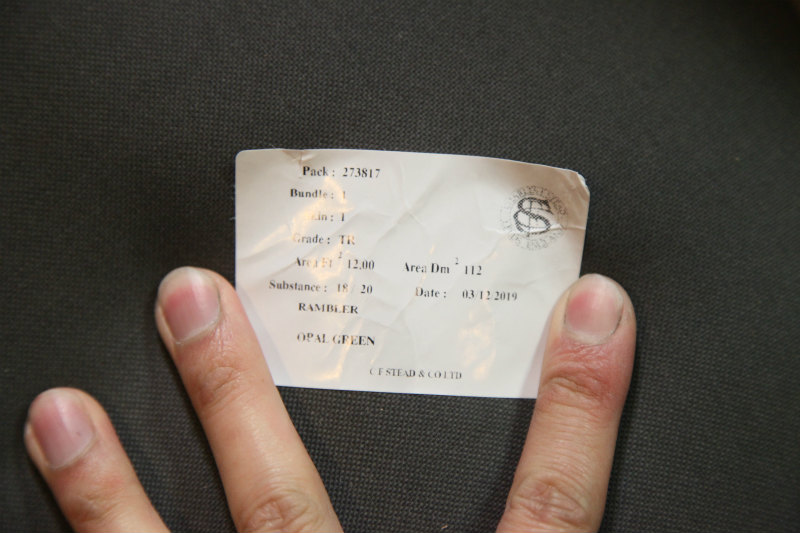 Pack : 273817
Bundle : 1
kin : 1
Grade : TR
Area Ft 2 12.00 Area Dm 2 112
Substance : 18 / 20 Date : 03/12/2019
RAMBLER
OPAL GREEN
C F STEAD & CO LTD